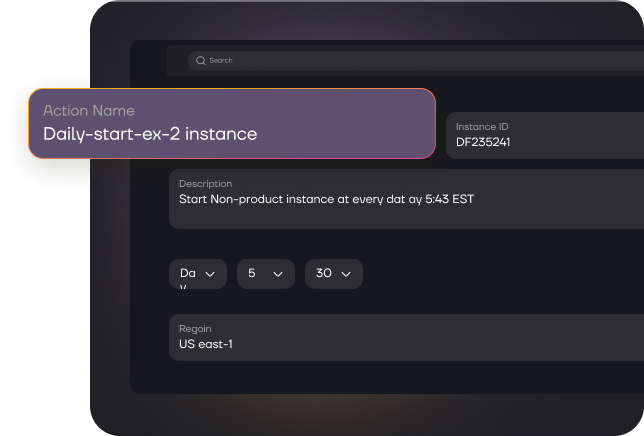 Search
Action Name
Daily-start-ex-2 instance
Instance ID
DF235241
Description
Start Non-product instance at every dat ay 5:43 EST
Da
y
5
30
Regoin
US east-1